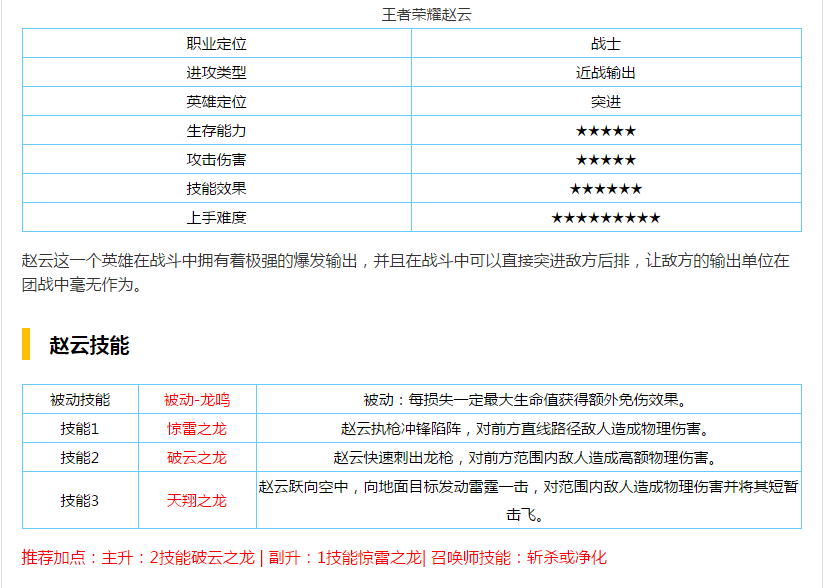 王者荣耀赵云
职业定位 战士
进攻类型 近战输出
英雄定位 突进
生存能力 ★★★★★
攻击伤害 ★★★★★
技能效果 ★★★★★★
上手难度 ★★★★★★★★★
赵云这一个英雄在战斗中拥有着极强的爆发输出，并且在战斗中可以直接突进敌方后排，让敌方的输出单位在
团战中毫无作为。
赵云技能
被动技能 被动-龙鸣 被动：每损失一定最大生命值获得额外免伤效果。
技能1 惊雷之龙 赵云执枪冲锋陷阵，对前方直线路径敌人造成物理伤害。
技能2 破云之龙 赵云快速刺出龙枪，对前方范围内敌人造成高额物理伤害。
技能3 天翔之龙 赵云跃向空中，向地面目标发动雷霆一击，对范围内敌人造成物理伤害并将其短暂
击飞。
推荐加点：主升：2技能破云之龙 | 副升：1技能惊雷之龙| 召唤师技能：斩杀或净化